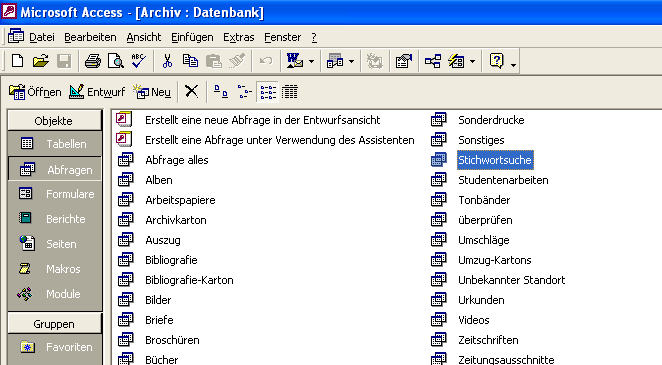 Microsoft Access - [Archiv : Datenbank]
Datei Bearbeiten Ansicht Einfügen Extras Fenster ?
Öffnen Entwurf Neu
Objekte
Tabellen
Abfragen
Formulare
Berichte
Seiten
Makros
Module
Gruppen
Favoriten
Erstellt eine neue Abfrage in der Entwurfsansicht
Erstellt eine Abfrage unter Verwendung des Assistenten
Abfrage alles
Alben
Arbeitspapiere
Archivkarton
Auszug
Bibliografie
Bibliografie-Karton
Bilder
Briefe
Broschüren
Bücher
Sonderdrucke
Sonstiges
Stichwortsuche
Studentenarbeiten
Tonbänder
überprüfen
Umschläge
Umzug-Kartons
Unbekannter Standort
Urkunden
Videos
Zeitschriften
Zeitungsausschnitte